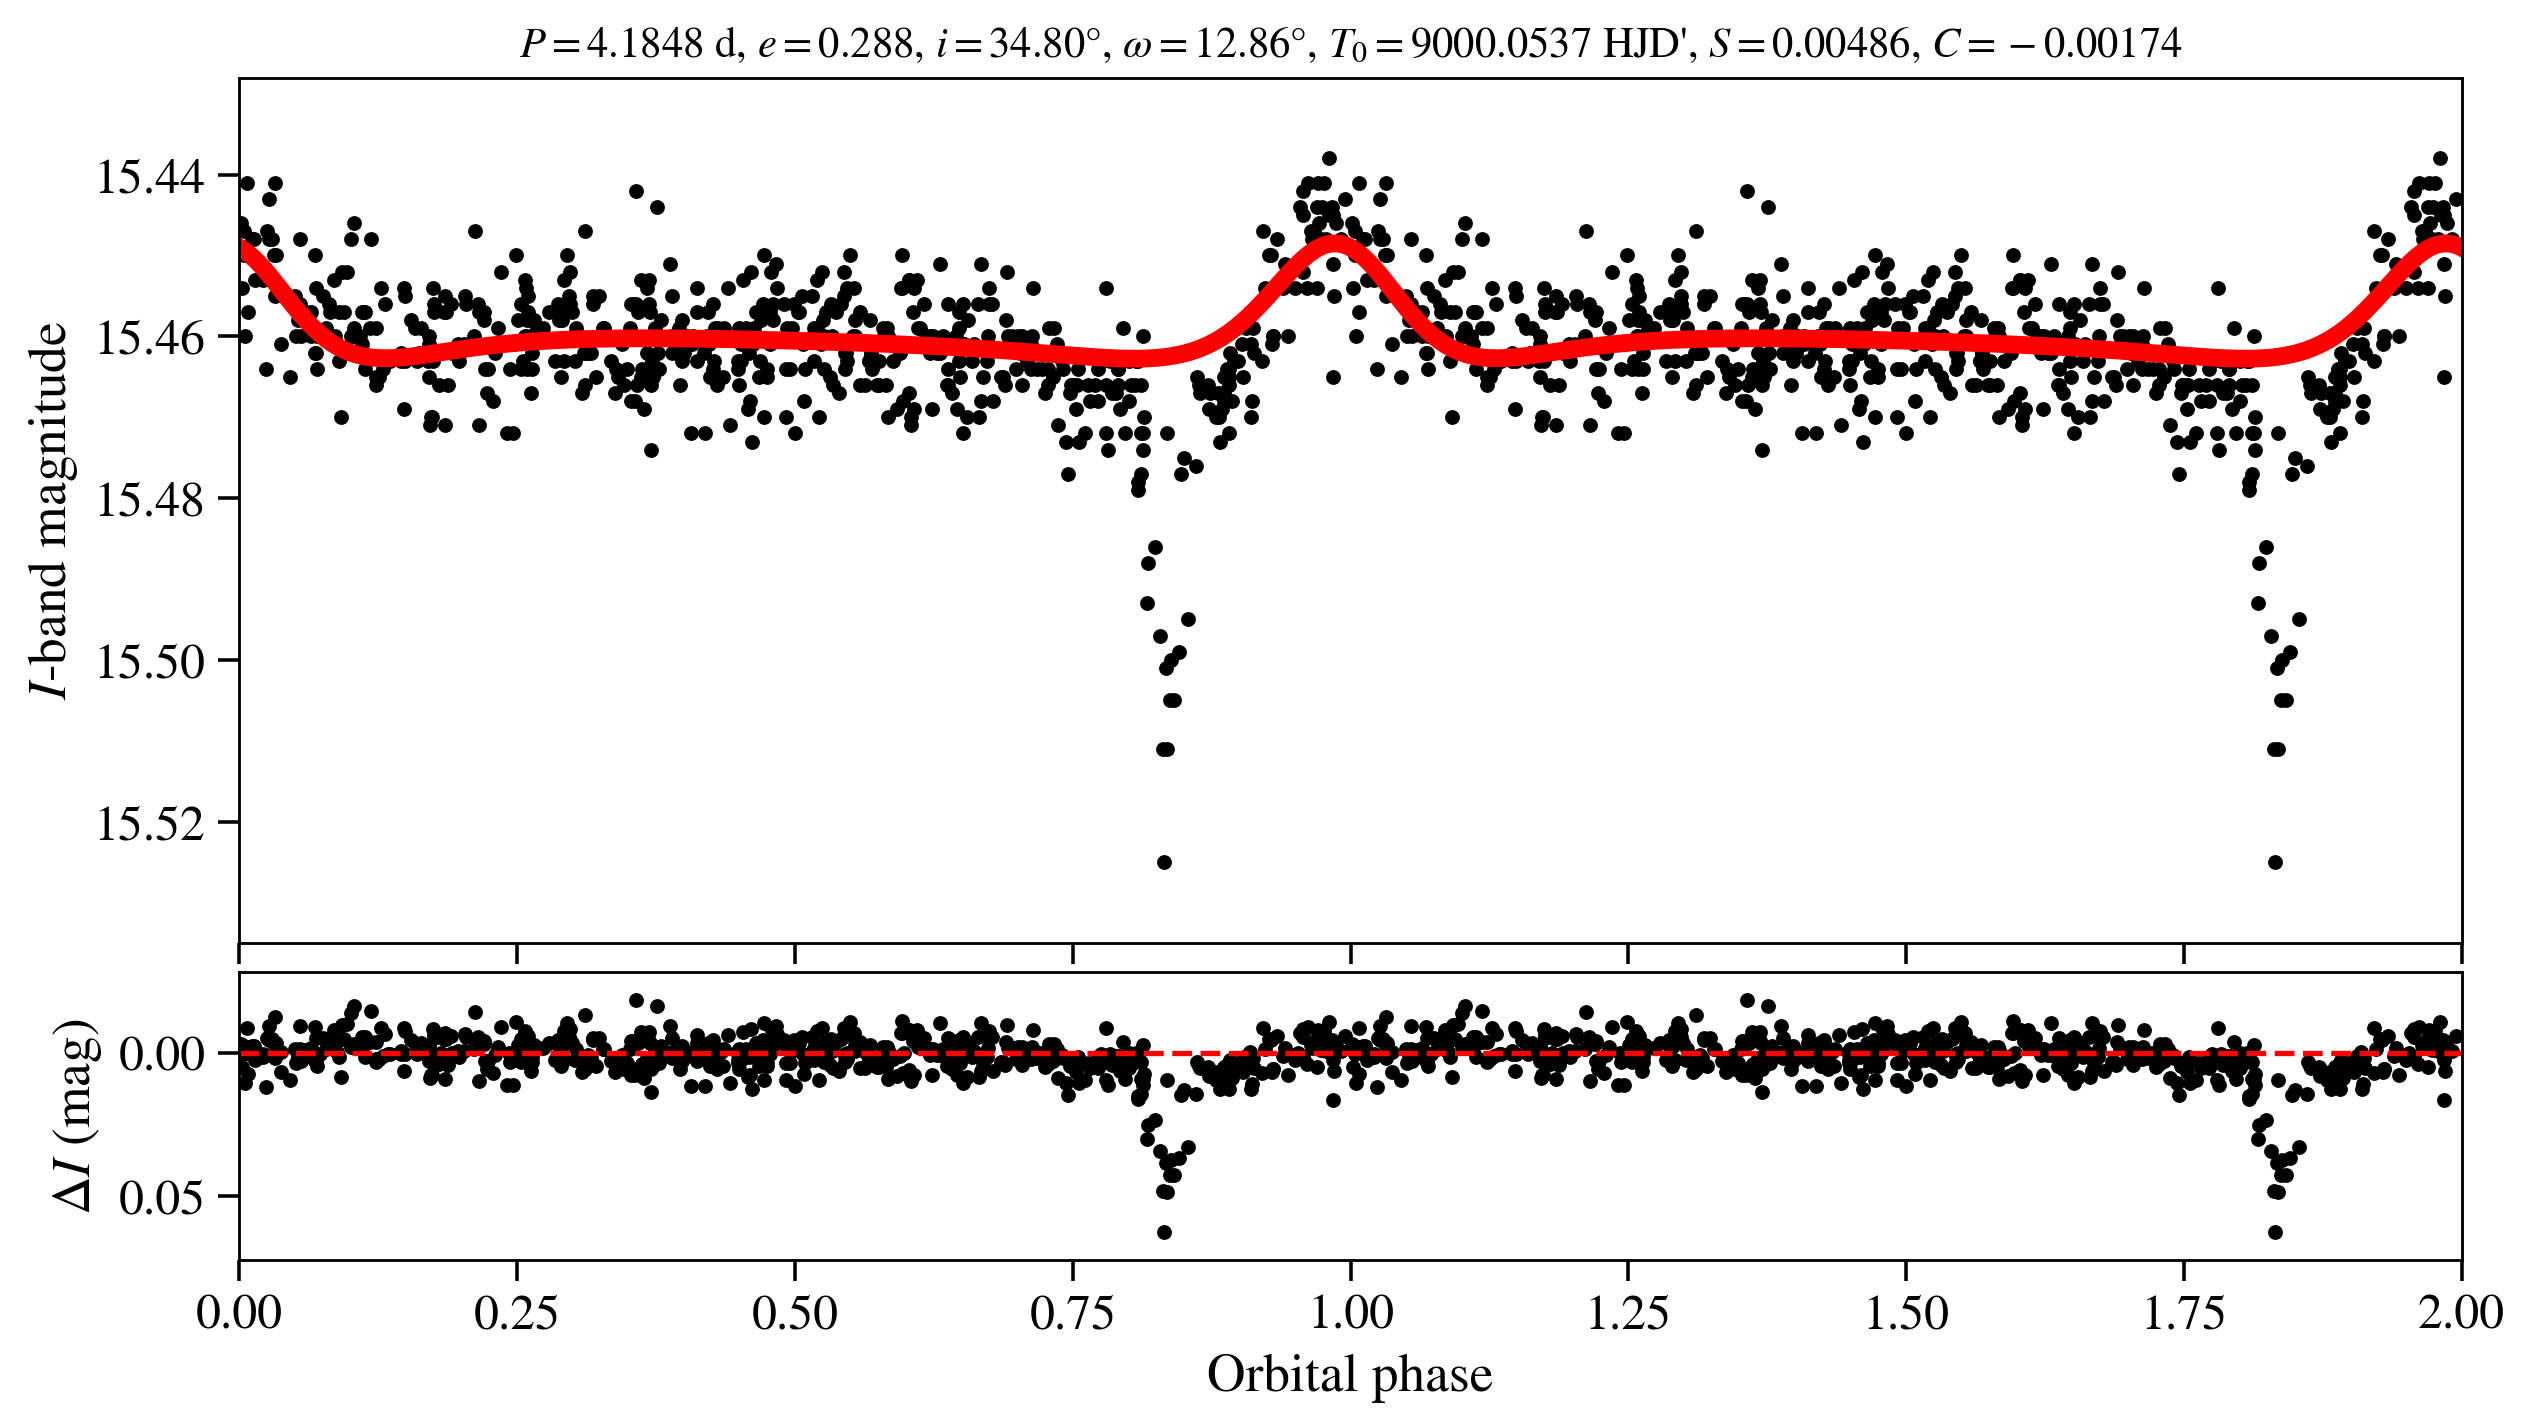 P = 4.1848 d, e = 0.288, i = 34.80°, ω = 12.86°, T₀ = 9000.0537 HJD', S = 0.00486, C = −0.00174
15.44
15.46
15.48
15.50
15.52
I-band magnitude
0.00
0.05
ΔI (mag)
0.00 0.25 0.50 0.75 1.00 1.25 1.50 1.75 2.00
Orbital phase